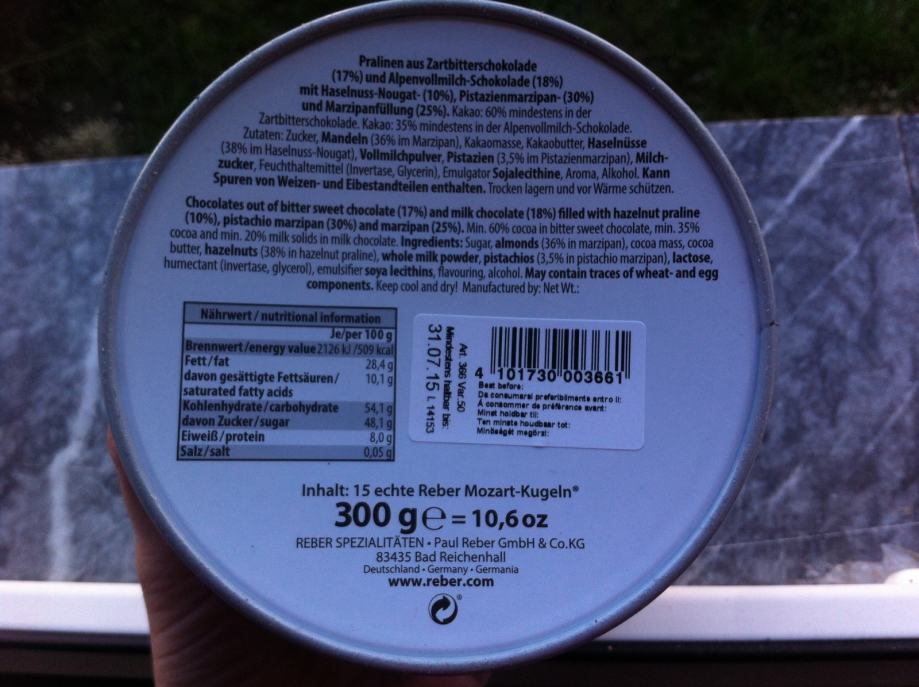 Pralinen aus Zartbitterschokolade
(17%) und Alpenvollmilch-Schokolade (18%)
mit Haselnuss-Nougat- (10%), Pistazienmarzipan- (30%)
und Marzipanfüllung (25%). Kakao: 60% mindestens in der
Zartbitterschokolade. Kakao: 35% mindestens in der Alpenvollmilch-Schokolade.
Zutaten: Zucker, Mandeln (36% im Marzipan), Kakaomasse, Kakaobutter, Haselnüsse
(38% im Haselnuss-Nougat), Vollmilchpulver, Pistazien (3,5% im Pistazienmarzipan), Milch-
zucker, Feuchthaltemittel (Invertase, Glycerin), Emulgator Sojalecithine, Aroma, Alkohol. Kann
Spuren von Weizen- und Eibestandteilen enthalten. Trocken lagern und vor Wärme schützen.
Chocolates out of bitter sweet chocolate (17%) and milk chocolate (18%) filled with hazelnut praline
(10%), pistachio marzipan (30%) and marzipan (25%). Min. 60% cocoa in bitter sweet chocolate, min. 35%
cocoa and min. 20% milk solids in milk chocolate. Ingredients: Sugar, almonds (36% in marzipan), cocoa mass, cocoa
butter, hazelnuts (38% in hazelnut praline), whole milk powder, pistachios (3,5% in pistachio marzipan), lactose,
humectant (invertase, glycerol), emulsifier soya lecithins, flavouring, alcohol. May contain traces of wheat- and egg
components. Keep cool and dry! Manufactured by: Net Wt.:
Nährwert / nutritional information
Je/per 100 g
Brennwert/energy value 2126 kJ /509 kcal
Fett/fat 28,4 g
davon gesättigte Fettsäuren/ 10,1 g
saturated fatty acids
Kohlenhydrate/carbohydrate 54,1 g
davon Zucker/sugar 48,1 g
Eiweiß/protein 8,0 g
Salz/salt 0,05 g
Art. 366 Var 50
Mindestens haltbar bis:
31.07.15 L 14153
4 101730 003661
Best before:
Da consumarsi preferibilmente entro il:
À consommer de préférence avant:
Minst holdbar til:
Ten minste houdbaar tot:
Minöségét megörzi:
Inhalt: 15 echte Reber Mozart-Kugeln®
300 g e = 10,6 oz
REBER SPEZIALITÄTEN • Paul Reber GmbH & Co.KG
83435 Bad Reichenhall
Deutschland • Germany • Germania
www.reber.com
®